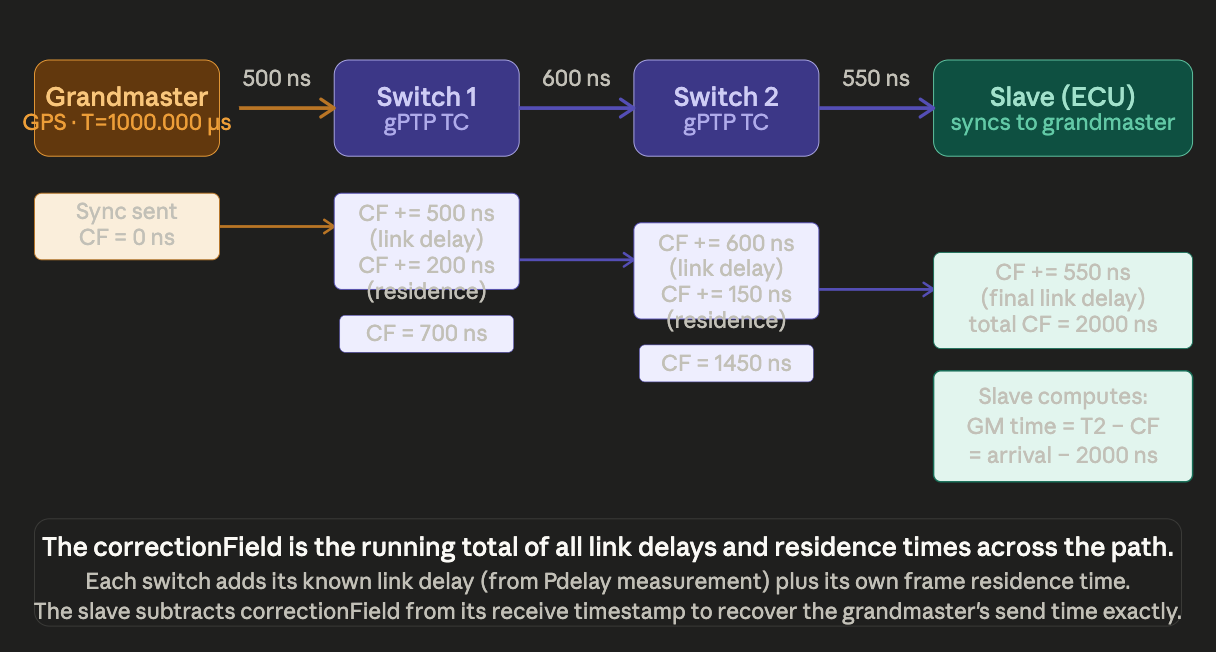 500 ns
600 ns
550 ns
Grandmaster
GPS · T=1000.000 µs
Switch 1
gPTP TC
Switch 2
gPTP TC
Slave (ECU)
syncs to grandmaster
Sync sent
CF = 0 ns
CF += 500 ns
(link delay)
CF += 200 ns
(residence)
CF = 700 ns
CF += 600 ns
(link delay)
CF += 150 ns
(residence)
CF = 1450 ns
CF += 550 ns
(final link delay)
total CF = 2000 ns
Slave computes:
GM time = T2 − CF
= arrival − 2000 ns
The correctionField is the running total of all link delays and residence times across the path.
Each switch adds its known link delay (from Pdelay measurement) plus its own frame residence time.
The slave subtracts correctionField from its receive timestamp to recover the grandmaster's send time exactly.